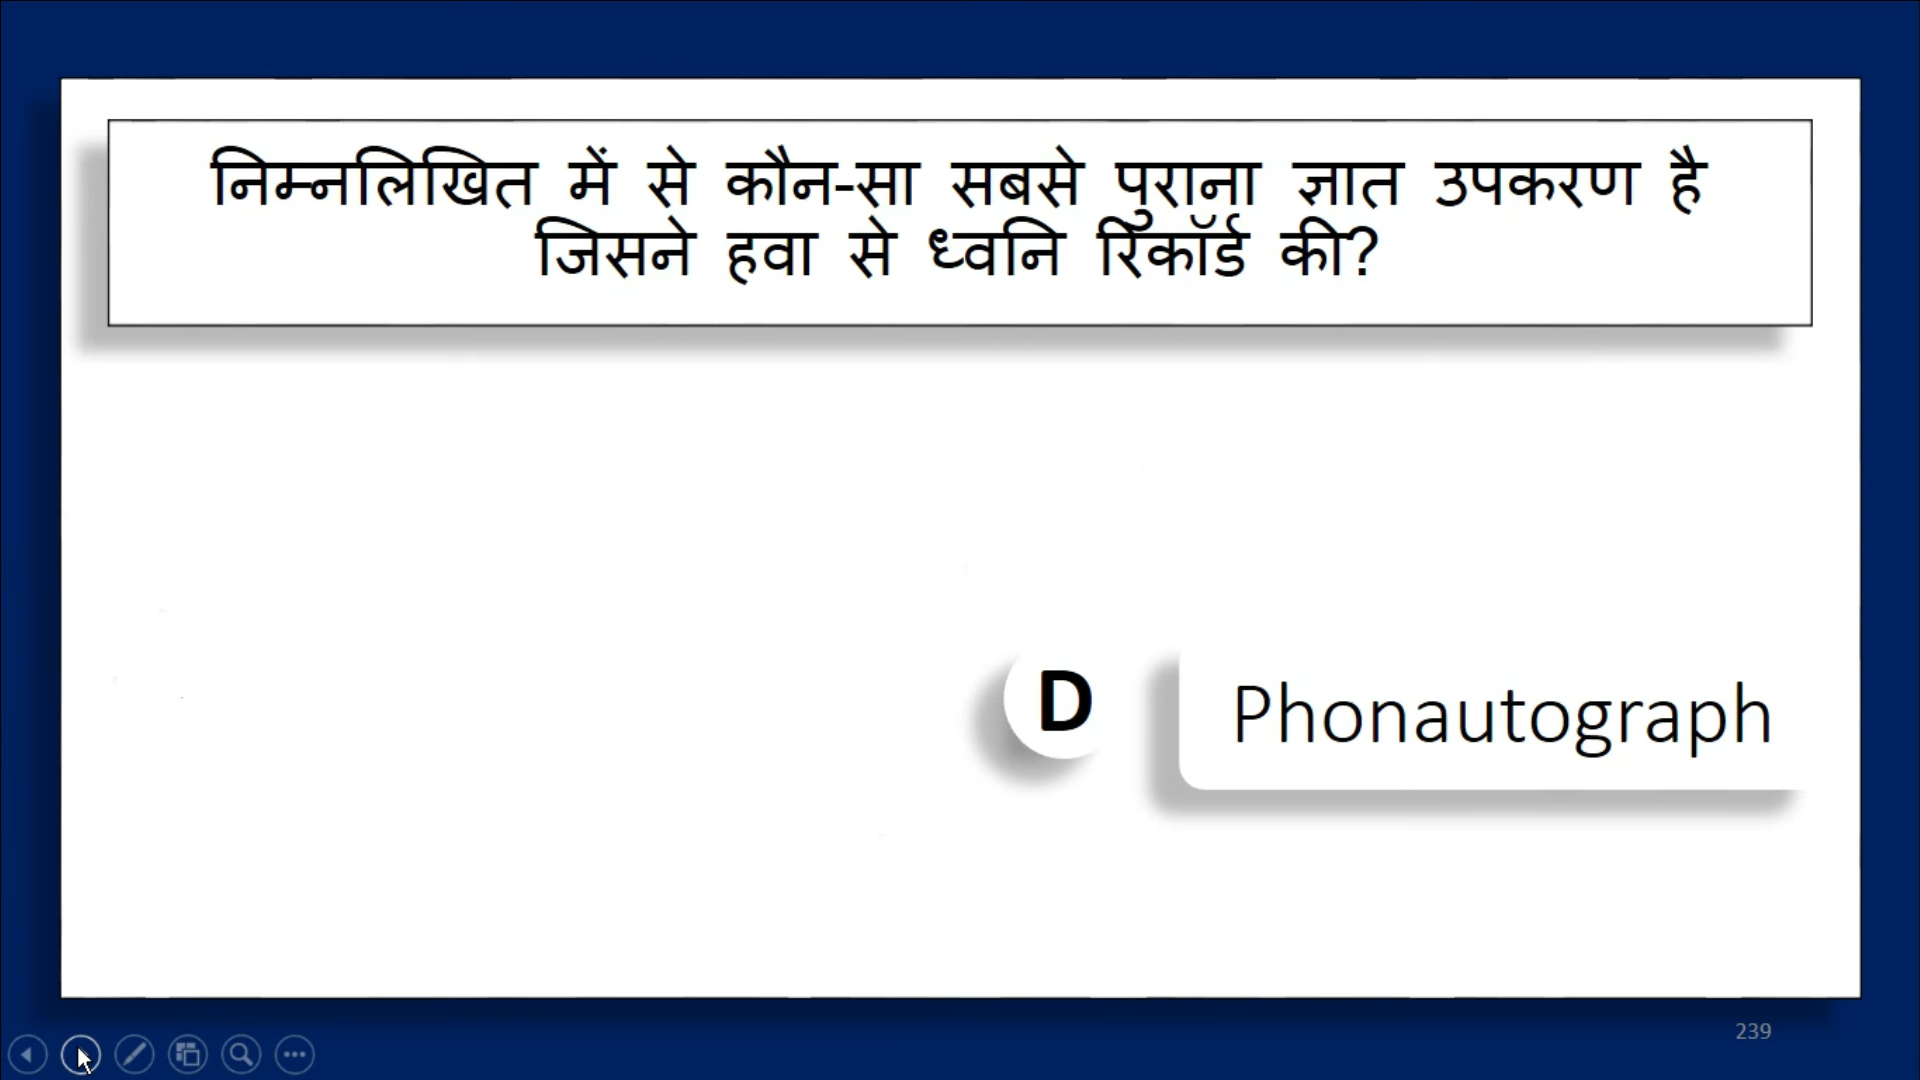 निम्नलिखित में से कौन-सा सबसे पुराना ज्ञात उपकरण है
जिसने हवा से ध्वनि रिकॉर्ड की?
D Phonautograph
239